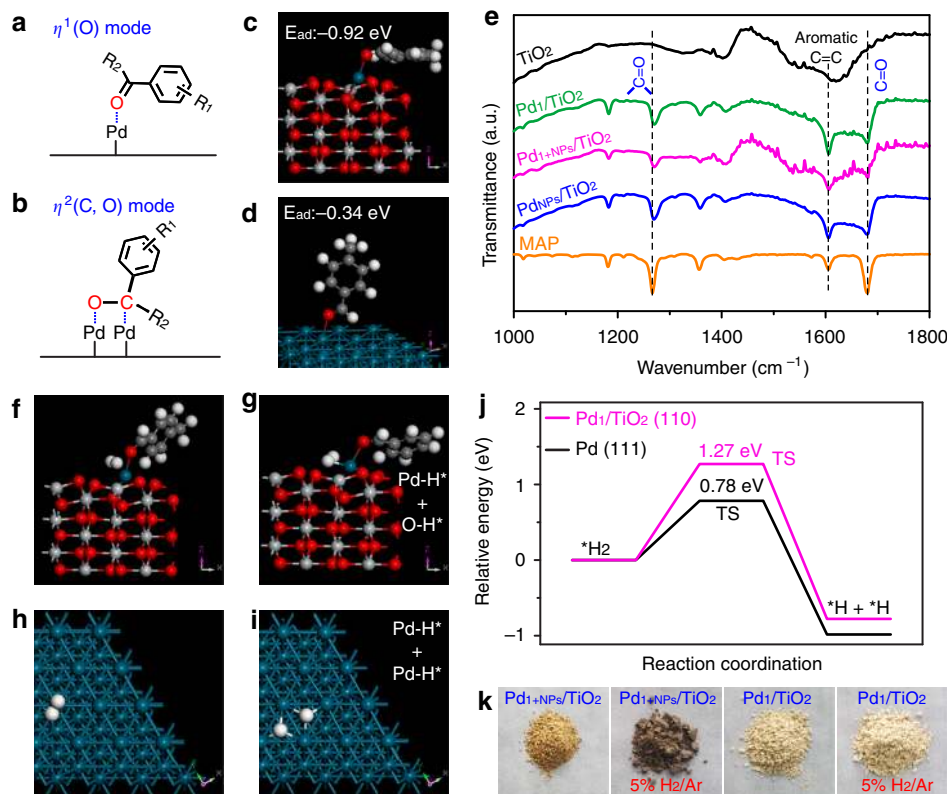 a
η¹(O) mode
R₂
O
R₁
Pd
b
η²(C, O) mode
R₁
O
C
R₂
Pd
Pd
c
Ead:–0.92 eV
d
Ead:–0.34 eV
e
TiO₂
Aromatic
C=C
C=O
C=O
Pd₁/TiO₂
Pd₁₊NPs/TiO₂
PdNPs/TiO₂
MAP
Transmittance (a.u.)
1000 1200 1400 1600 1800
Wavenumber (cm⁻¹)
f
g
Pd-H*
+
O-H*
h
i
Pd-H*
+
Pd-H*
j
Pd₁/TiO₂ (110)
Pd (111)
1.27 eV
TS
0.78 eV
TS
*H₂
*H + *H
2
1
0
−1
Relative energy (eV)
Reaction coordination
k
Pd₁₊NPs/TiO₂
Pd₁₊NPs/TiO₂
5% H₂/Ar
Pd₁/TiO₂
Pd₁/TiO₂
5% H₂/Ar